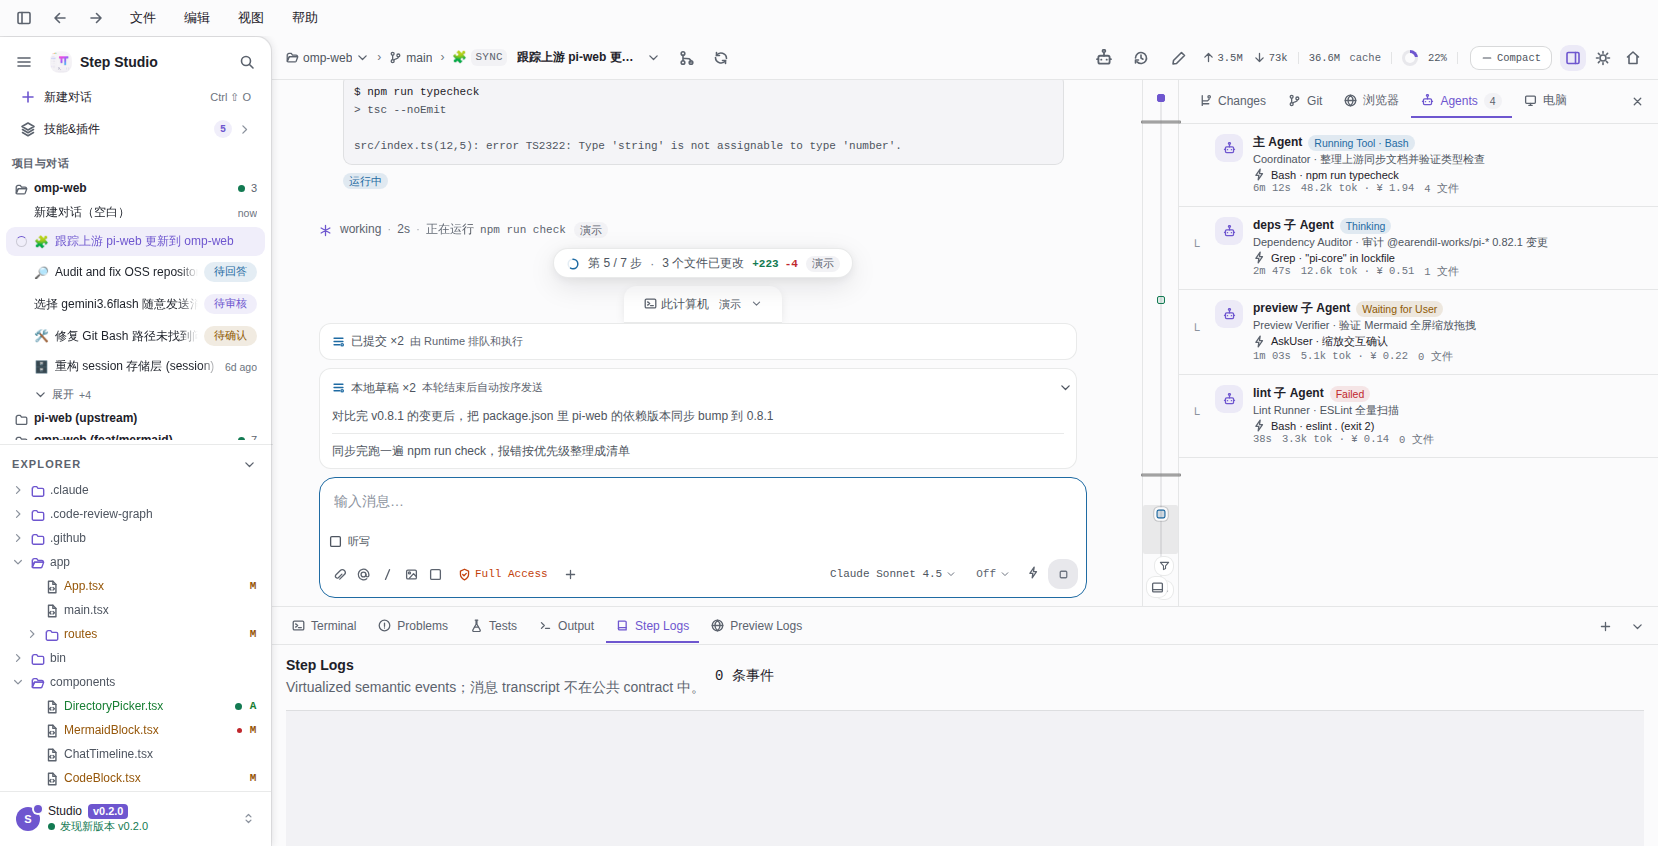 文件 编辑 视图 帮助
Step Studio
新建对话 Ctrl ⇧ O
技能&插件 5
项目与对话
omp-web 3
新建对话（空白） now
跟踪上游 pi-web 更新到 omp-web
Audit and fix OSS reposito 待回答
选择 gemini3.6flash 随意发送 待审核
修复 Git Bash 路径未找到 待确认
重构 session 存储层 (session) 6d ago
展开 +4
pi-web (upstream)
omp-web (feat/mermaid) 7
EXPLORER
.claude
.code-review-graph
.github
app
App.tsx M
main.tsx
routes M
bin
components
DirectoryPicker.tsx A
MermaidBlock.tsx M
ChatTimeline.tsx
CodeBlock.tsx M
S
Studio v0.2.0
发现新版本 v0.2.0
omp-web › main › SYNC 跟踪上游 pi-web 更…
3.5M 73k 36.6M cache 22% Compact
$ npm run typecheck
> tsc --noEmit
src/index.ts(12,5): error TS2322: Type 'string' is not assignable to type 'number'.
运行中
working · 2s · 正在运行 npm run check 演示
第 5 / 7 步 · 3 个文件已更改 +223 -4 演示
此计算机 演示
已提交 ×2 由 Runtime 排队和执行
本地草稿 ×2 本轮结束后自动按序发送
对比完 v0.8.1 的变更后，把 package.json 里 pi-web 的依赖版本同步 bump 到 0.8.1
同步完跑一遍 npm run check，报错按优先级整理成清单
输入消息…
听写
Full Access
Claude Sonnet 4.5 Off
Changes Git 浏览器 Agents 4 电脑
主 Agent Running Tool · Bash
Coordinator · 整理上游同步文档并验证类型检查
Bash · npm run typecheck
6m 12s 48.2k tok · ¥ 1.94 4 文件
L
deps 子 Agent Thinking
Dependency Auditor · 审计 @earendil-works/pi-* 0.82.1 变更
Grep · "pi-core" in lockfile
2m 47s 12.6k tok · ¥ 0.51 1 文件
L
preview 子 Agent Waiting for User
Preview Verifier · 验证 Mermaid 全屏缩放拖拽
AskUser · 缩放交互确认
1m 03s 5.1k tok · ¥ 0.22 0 文件
L
lint 子 Agent Failed
Lint Runner · ESLint 全量扫描
Bash · eslint . (exit 2)
38s 3.3k tok · ¥ 0.14 0 文件
Terminal Problems Tests Output Step Logs Preview Logs
Step Logs
Virtualized semantic events；消息 transcript 不在公共 contract 中。
0 条事件